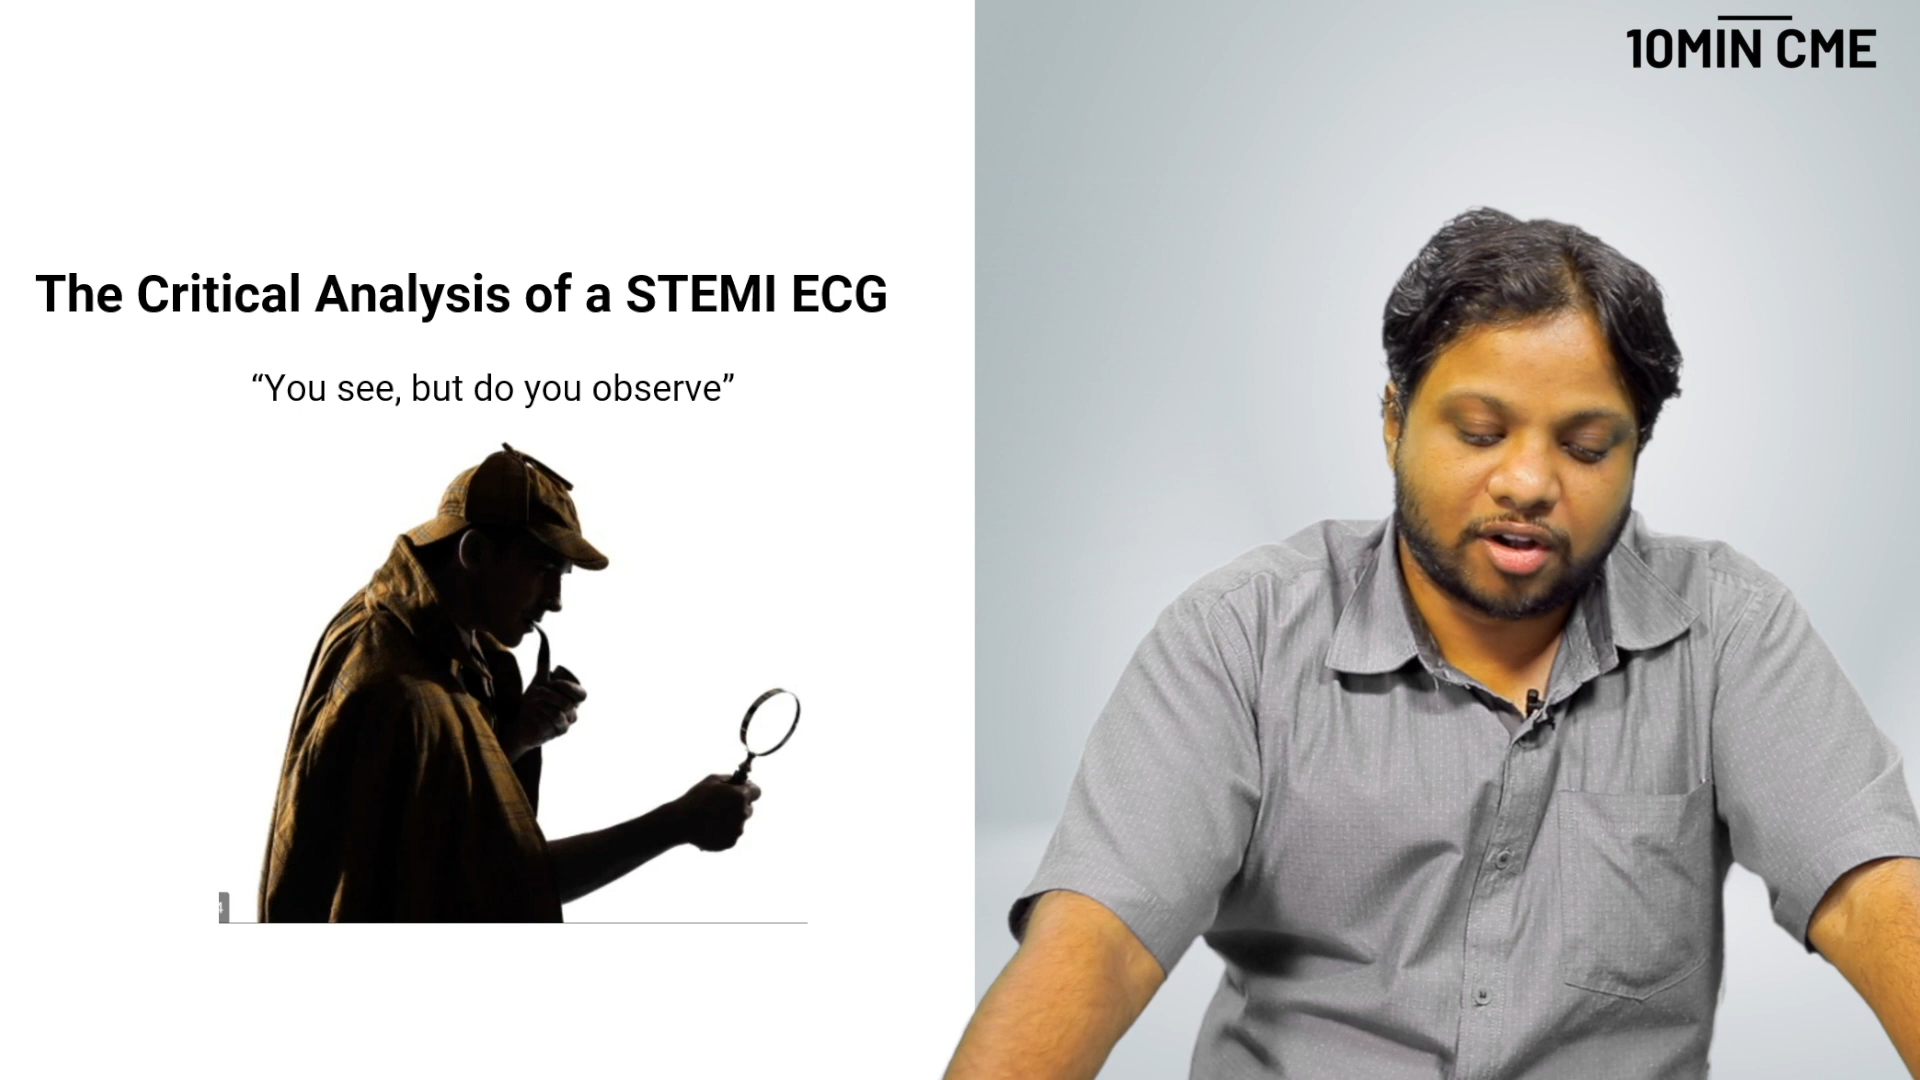 10MIN CME
The Critical Analysis of a STEMI ECG
“You see, but do you observe”